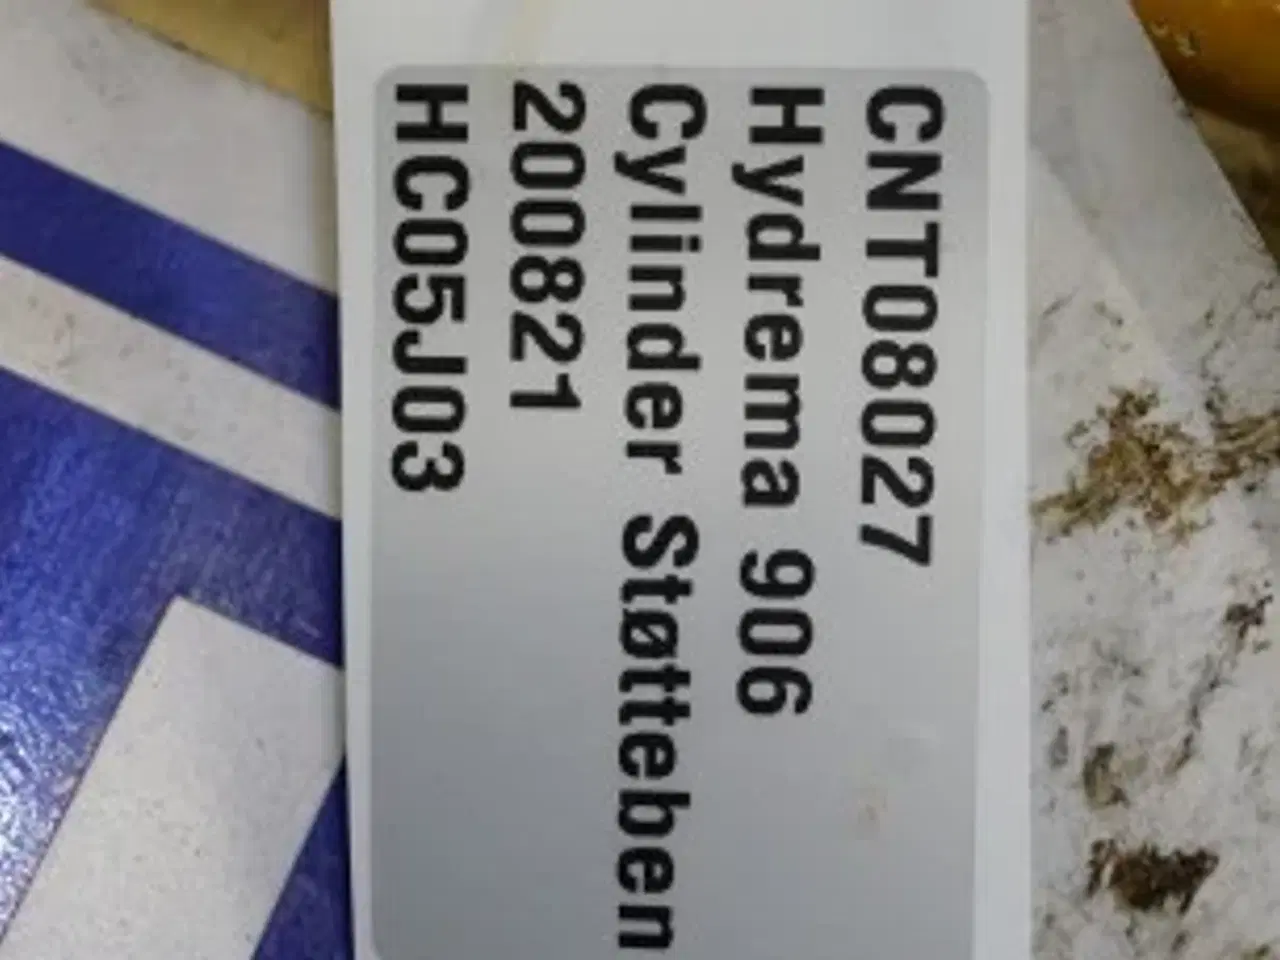 CNT08027
Hydrema 906
Cylinder Støtteben
200821
HC05J03